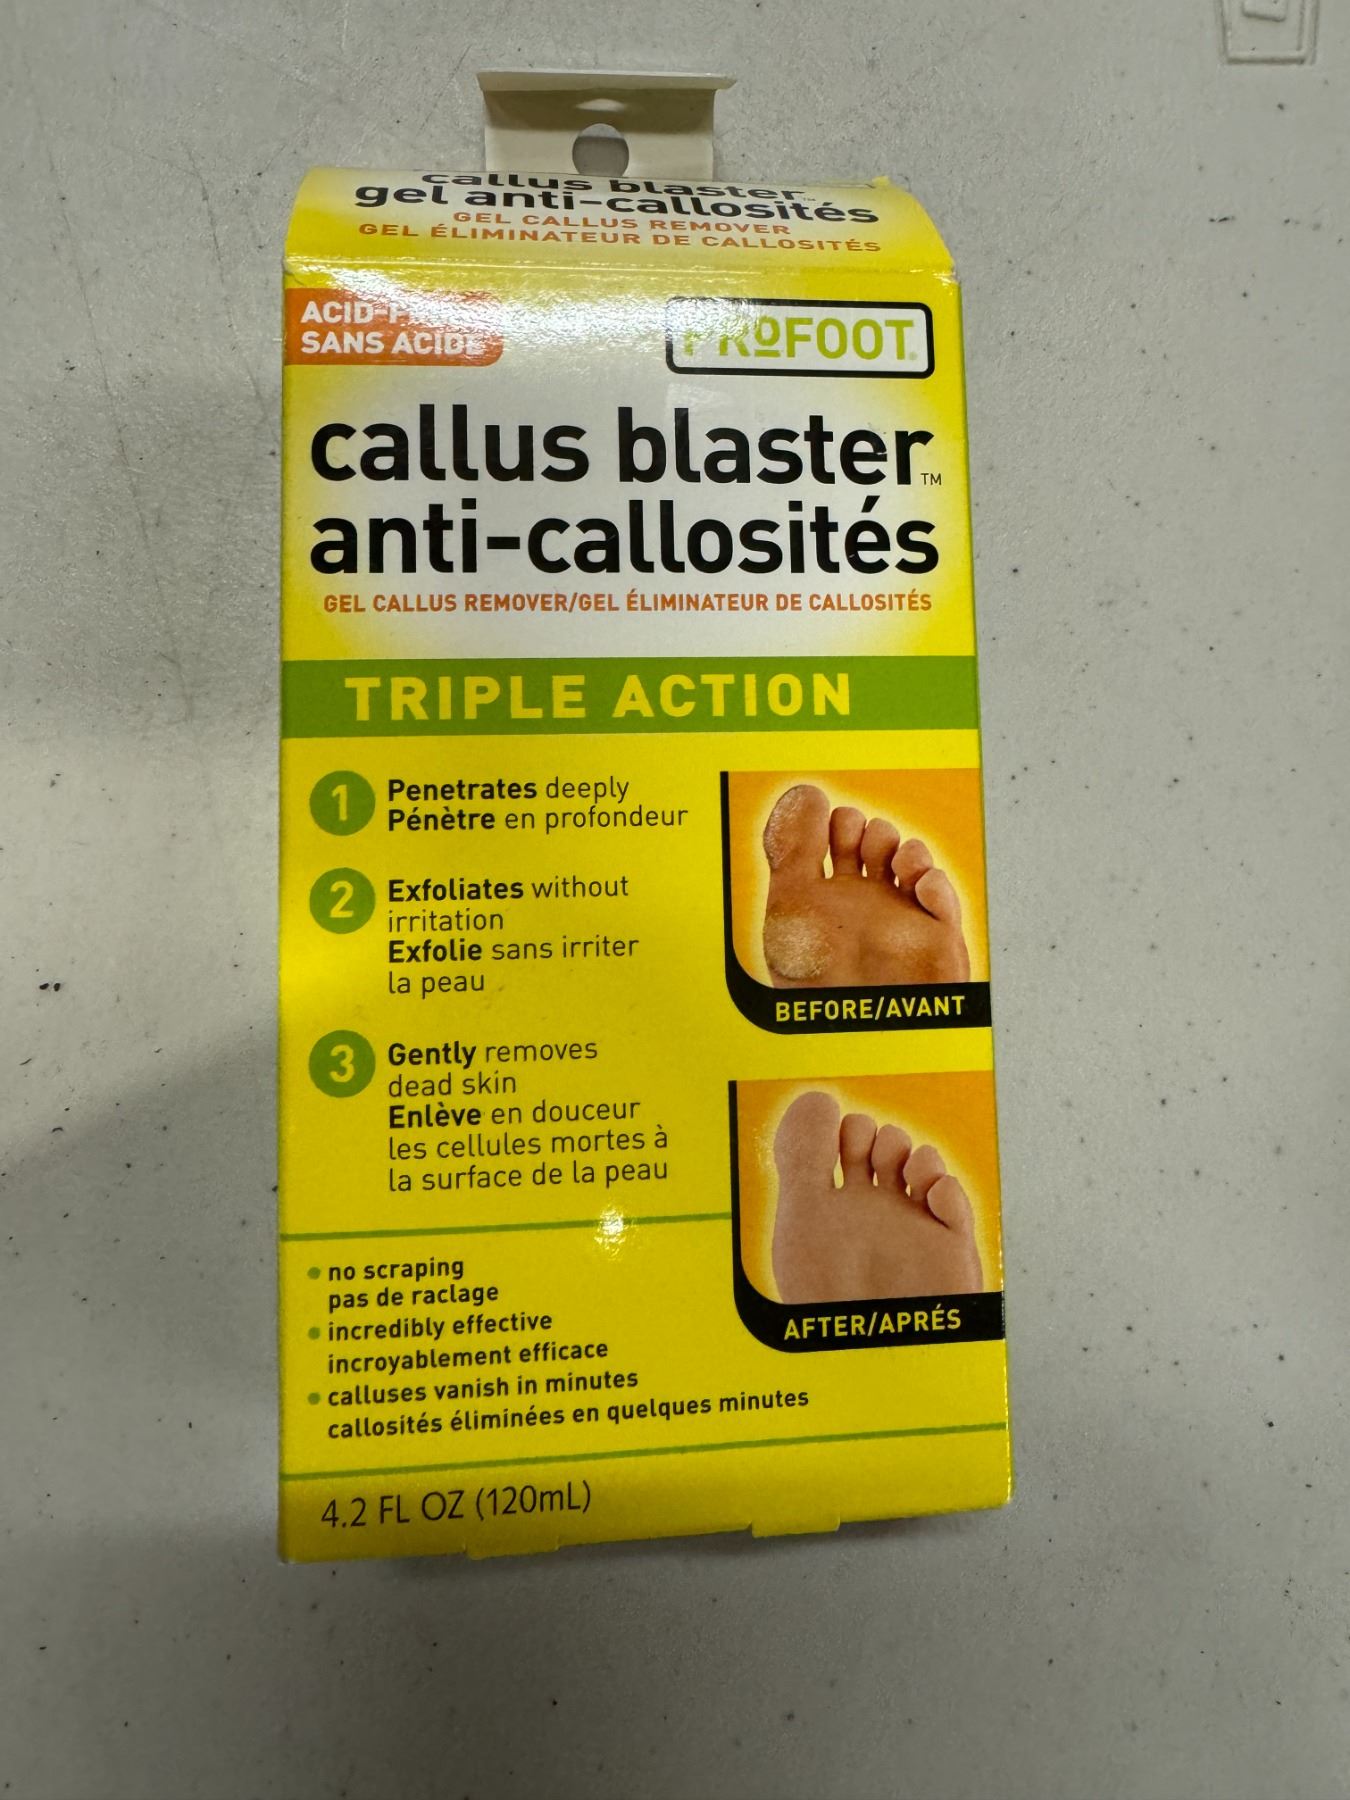 callus blaster™
gel anti-callosités
GEL CALLUS REMOVER
GEL ÉLIMINATEUR DE CALLOSITÉS
ACID-
SANS ACIDE
PROFOOT®
callus blaster™
anti-callosités
GEL CALLUS REMOVER/GEL ÉLIMINATEUR DE CALLOSITÉS
TRIPLE ACTION
1 Penetrates deeply
Pénètre en profondeur
2 Exfoliates without
irritation
Exfolie sans irriter
la peau
BEFORE/AVANT
3 Gently removes
dead skin
Enlève en douceur
les cellules mortes à
la surface de la peau
AFTER/APRÉS
• no scraping
pas de raclage
• incredibly effective
incroyablement efficace
• calluses vanish in minutes
callosités éliminées en quelques minutes
4.2 FL OZ (120mL)